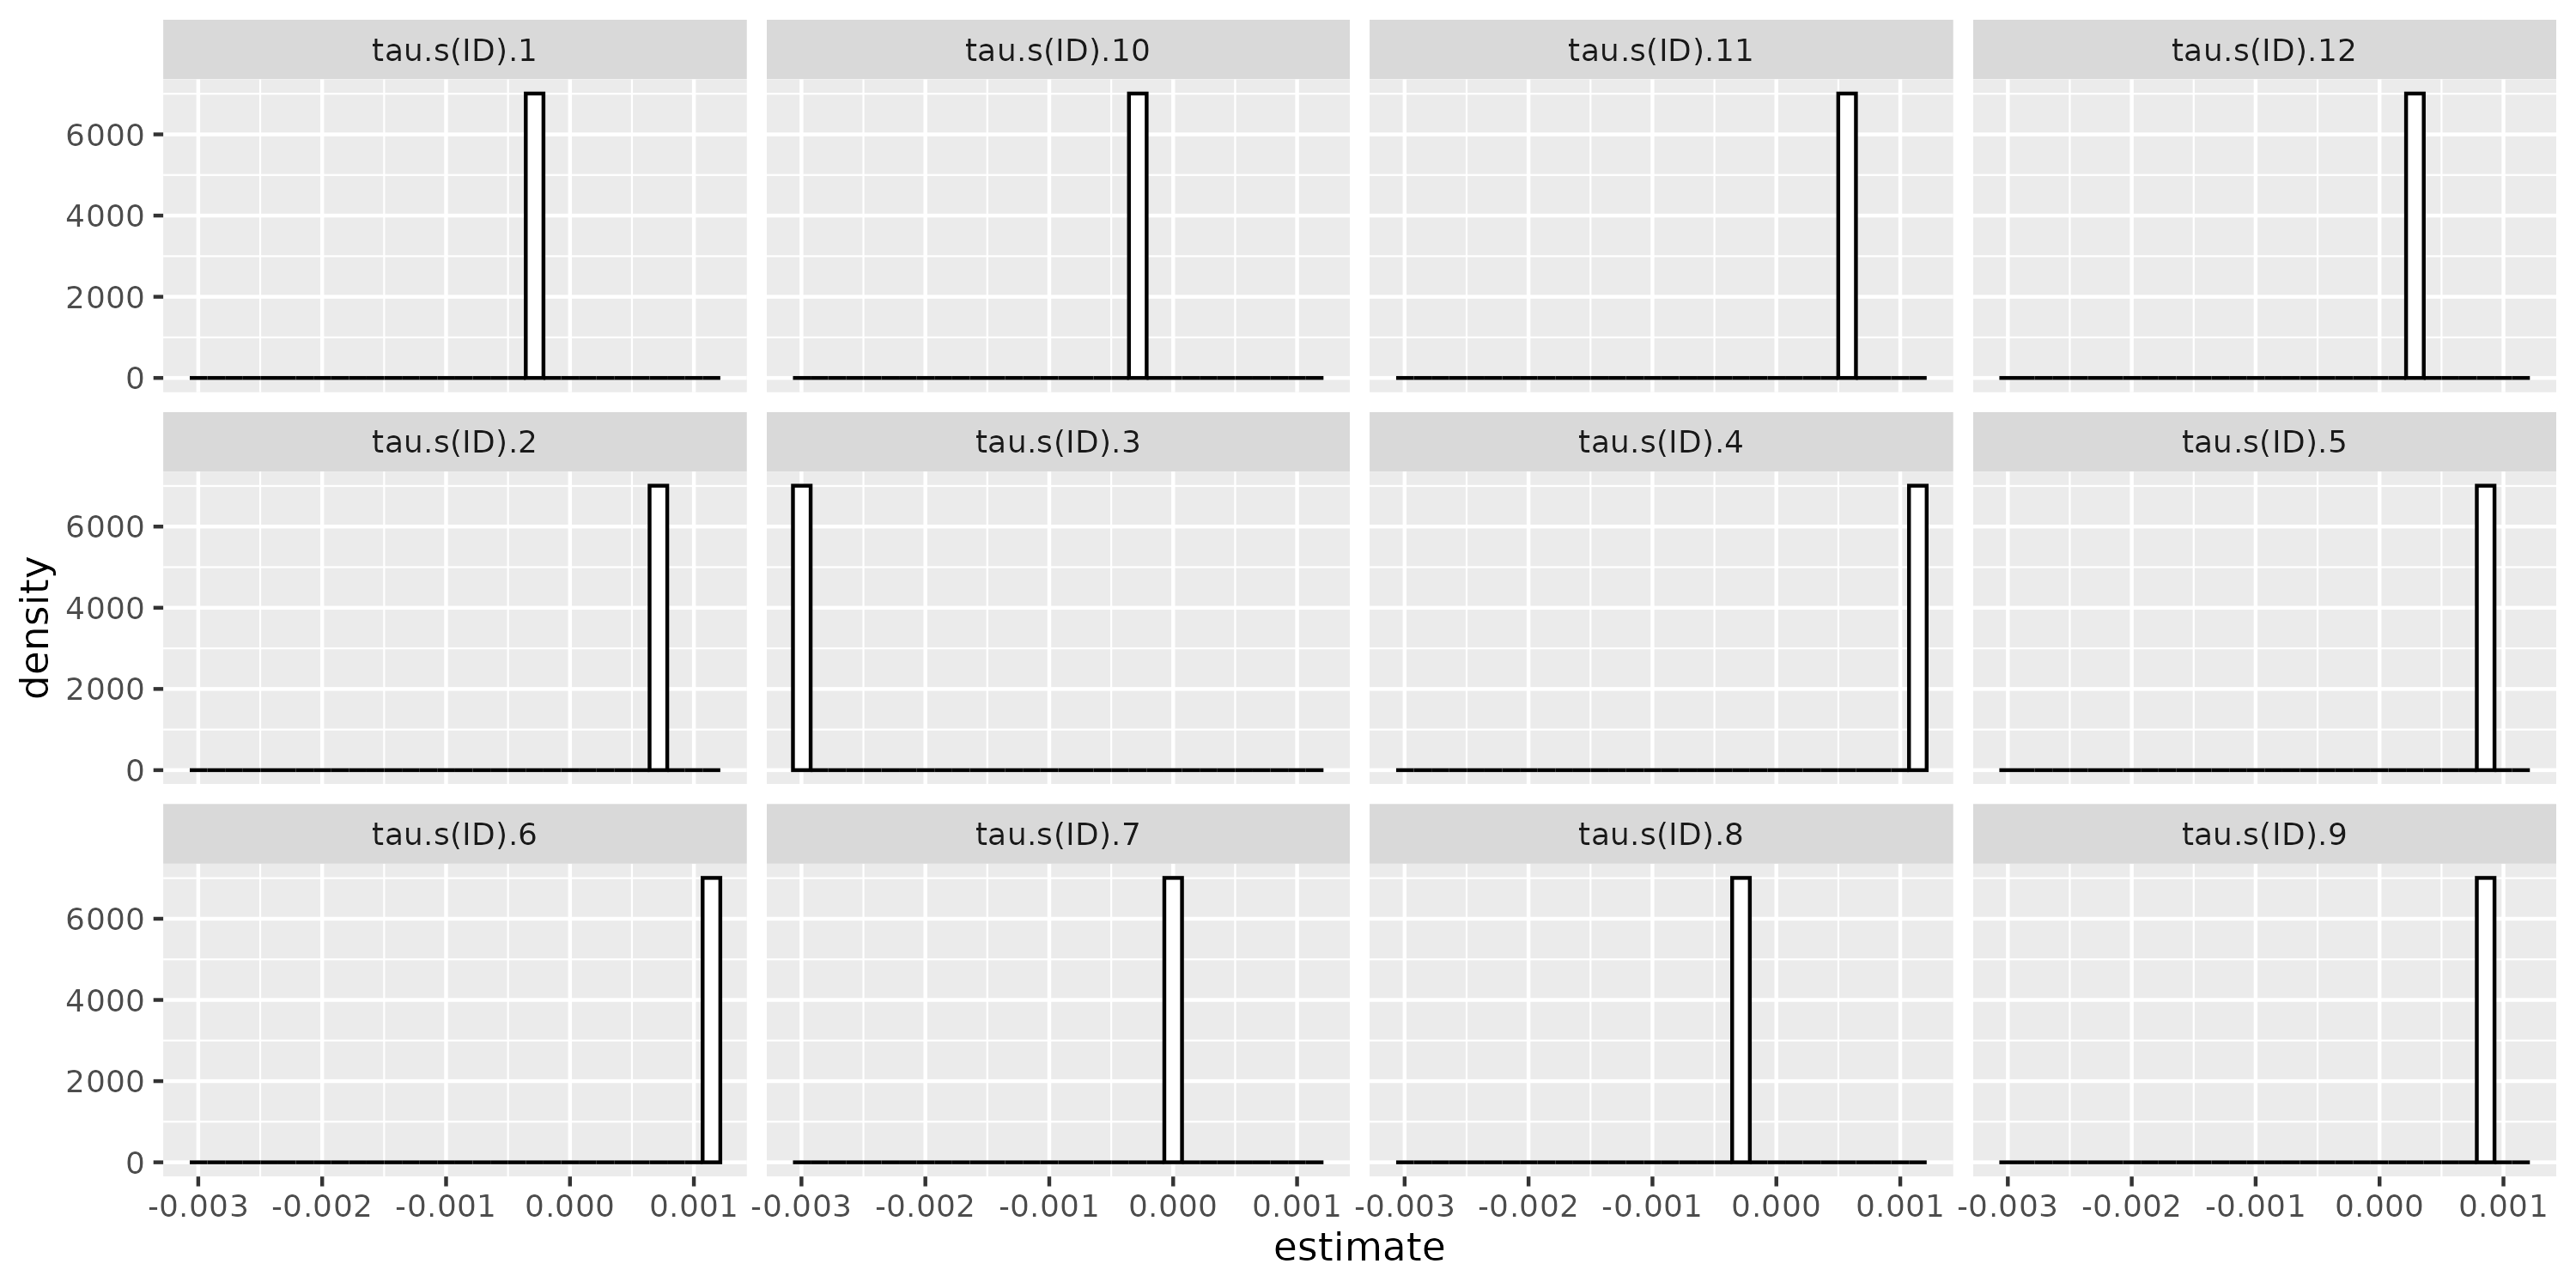 tau.s(ID).1 tau.s(ID).10 tau.s(ID).11 tau.s(ID).12
6000
4000
2000
0
tau.s(ID).2 tau.s(ID).3 tau.s(ID).4 tau.s(ID).5
6000
4000
2000
0
tau.s(ID).6 tau.s(ID).7 tau.s(ID).8 tau.s(ID).9
6000
4000
2000
0
density
-0.003 -0.002 -0.001 0.000 0.001 -0.003 -0.002 -0.001 0.000 0.001 -0.003 -0.002 -0.001 0.000 0.001 -0.003 -0.002 -0.001 0.000 0.001
estimate